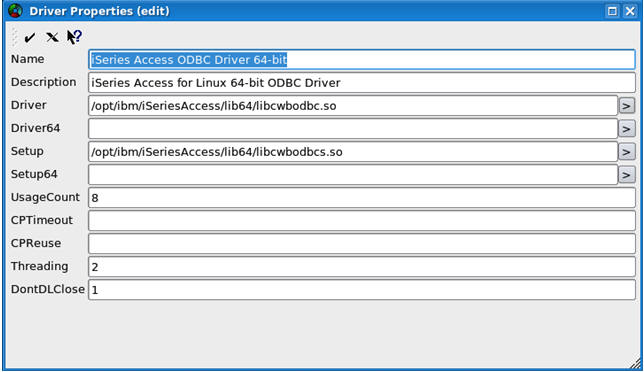 Driver Properties (edit)
Name iSeries Access ODBC Driver 64-bit
Description iSeries Access for Linux 64-bit ODBC Driver
Driver /opt/ibm/iSeriesAccess/lib64/libcwbodbc.so >
Driver64 >
Setup /opt/ibm/iSeriesAccess/lib64/libcwbodbcs.so >
Setup64 >
UsageCount 8
CPTimeout
CPReuse
Threading 2
DontDLClose 1